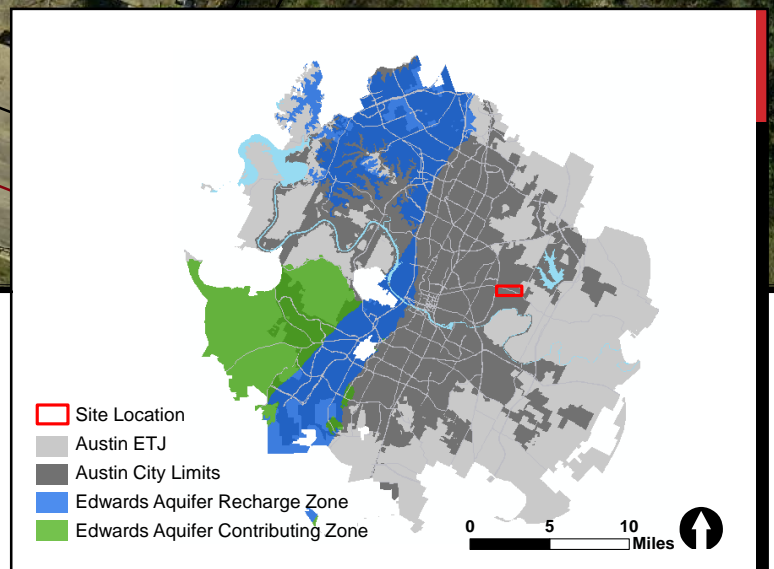 Site Location
Austin ETJ
Austin City Limits
Edwards Aquifer Recharge Zone
Edwards Aquifer Contributing Zone
0 5 10
Miles